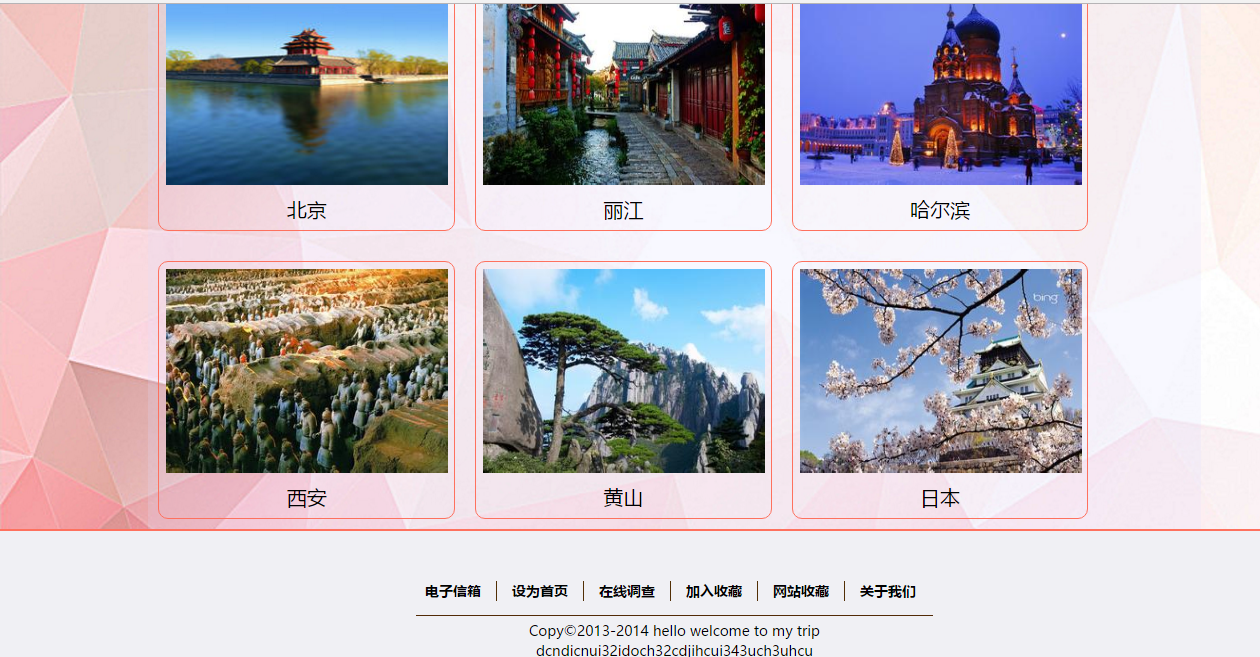 北京
丽江
哈尔滨
bing
西安
黄山
日本
电子信箱 设为首页 在线调查 加入收藏 网站收藏 关于我们
Copy©2013-2014 hello welcome to my trip
dcndicnui32idoch32cdjihcui343uch3uhcu